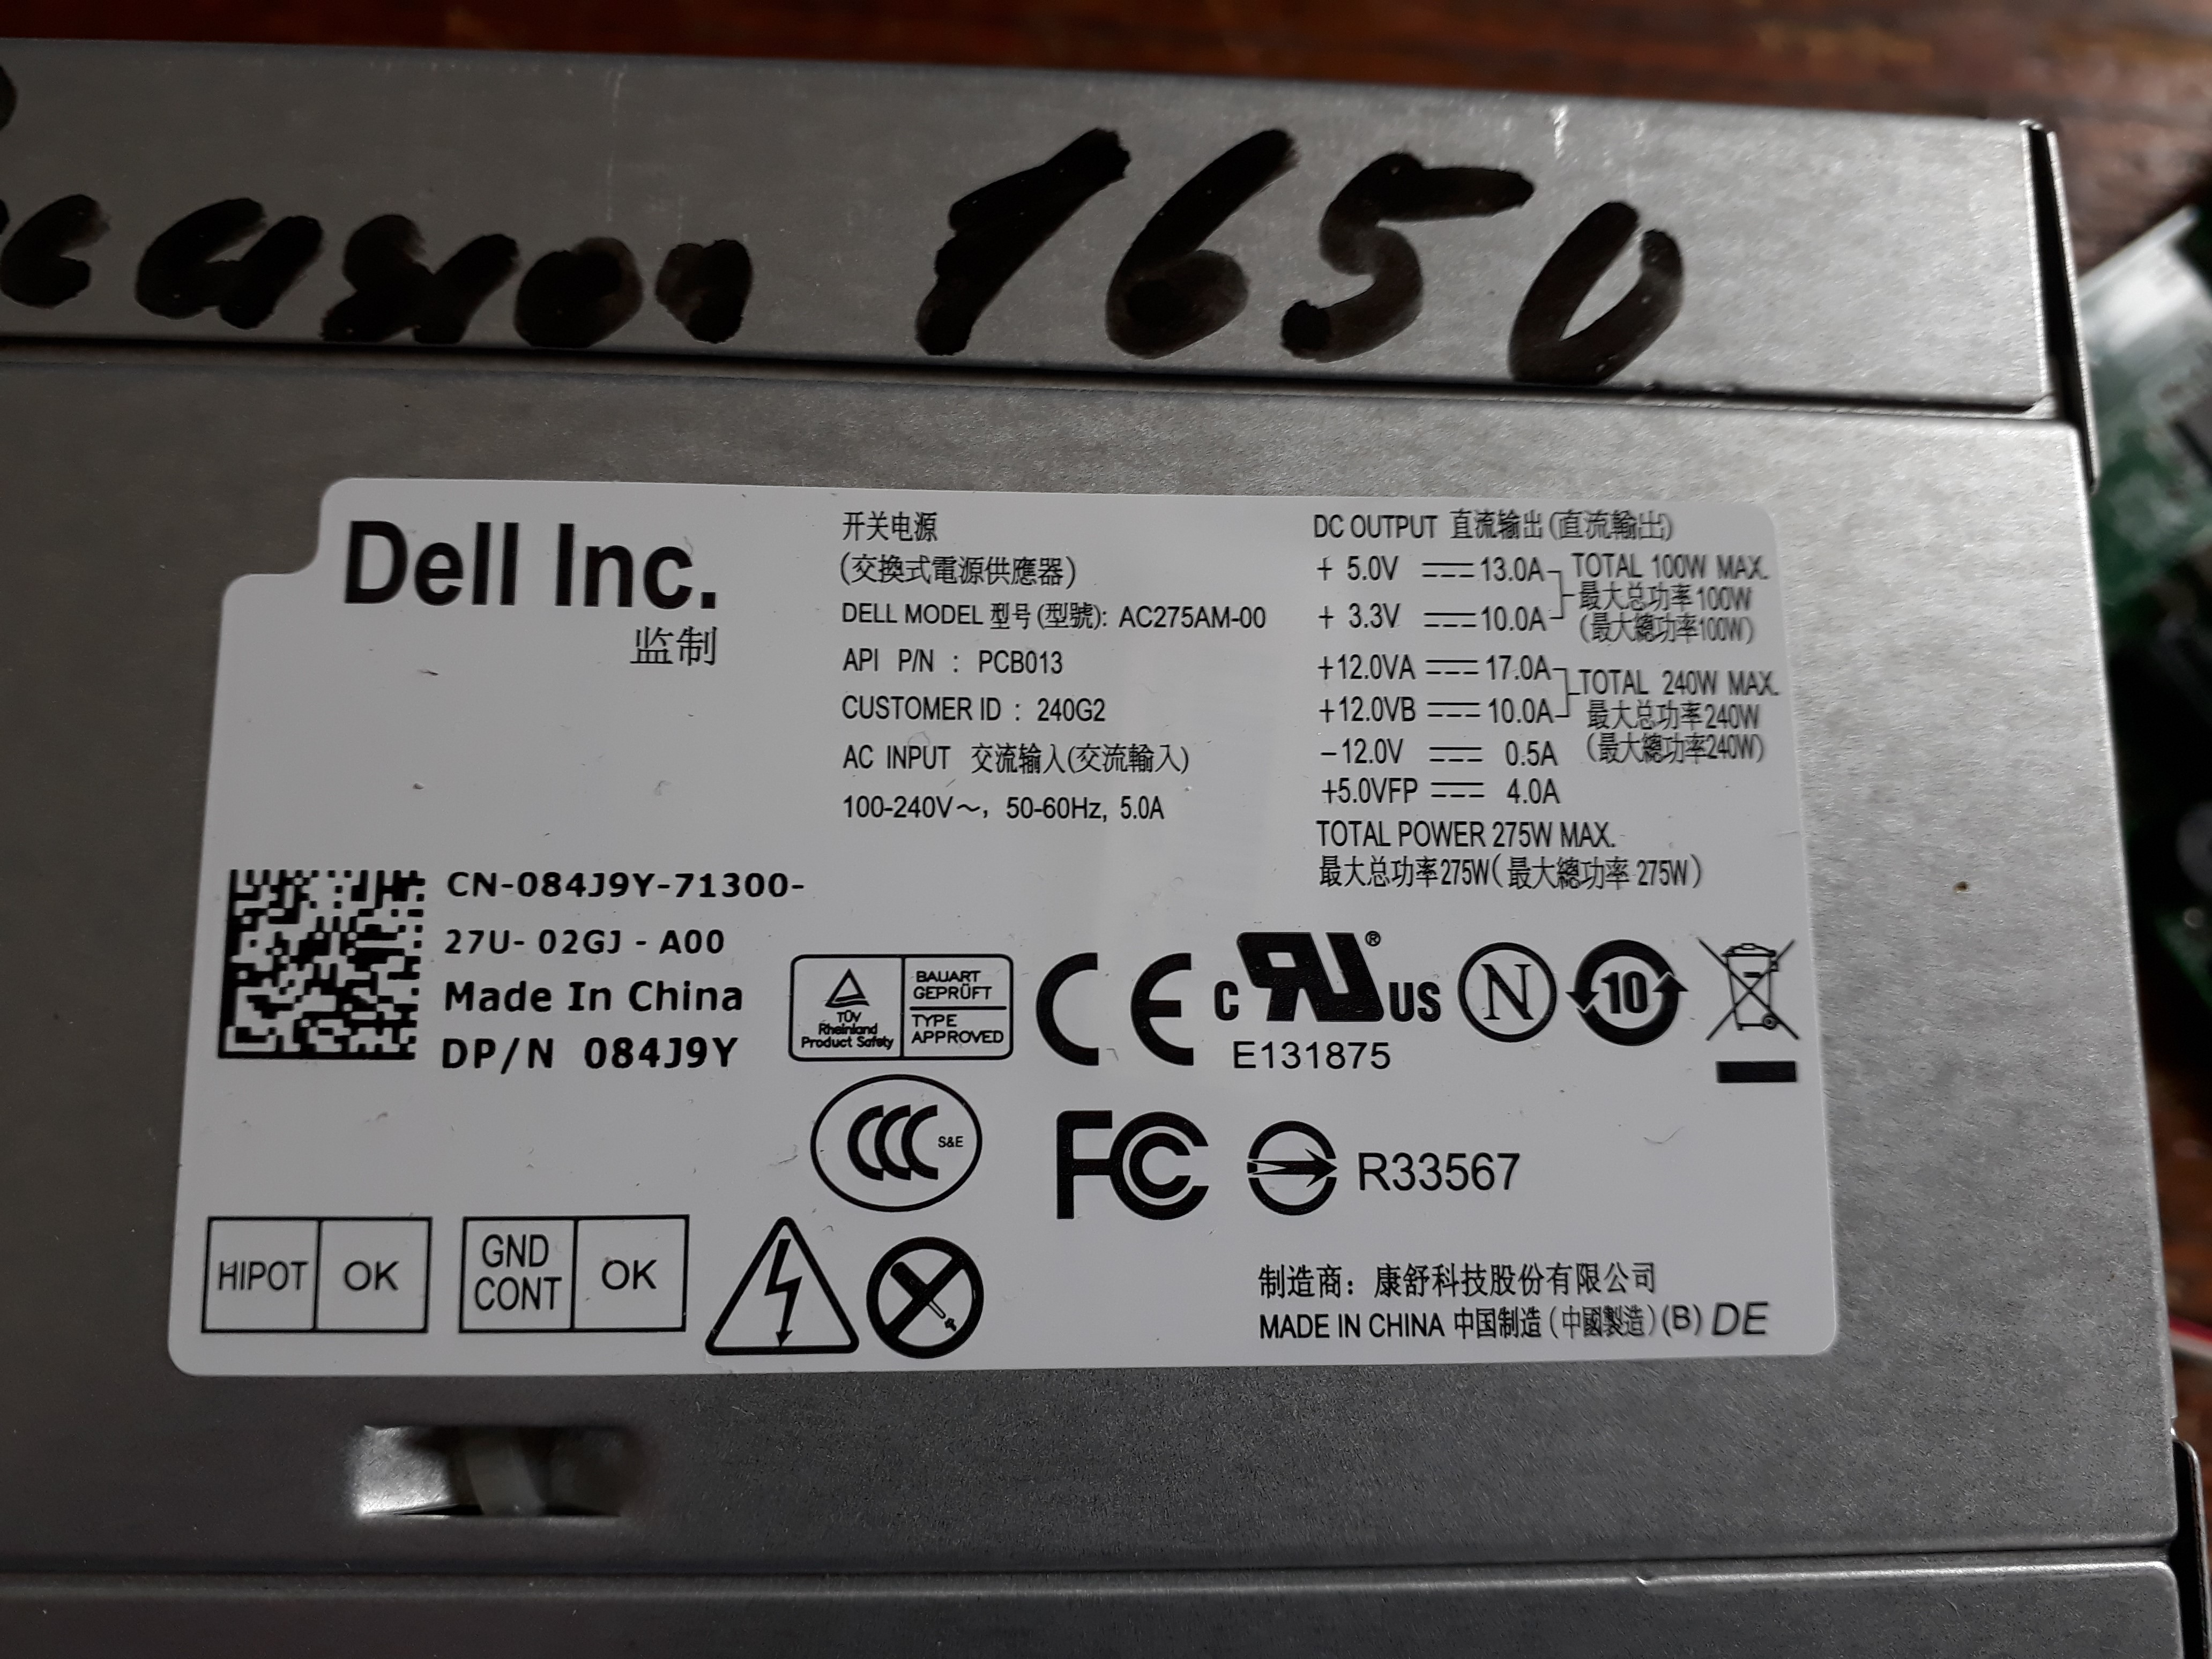 1650
Dell Inc.
监制
开关电源
(交換式電源供應器)
DELL MODEL 型号(型號): AC275AM-00
API P/N : PCB013
CUSTOMER ID : 240G2
AC INPUT 交流输入(交流輸入)
100-240V～, 50-60Hz, 5.0A
DC OUTPUT 直流输出(直流輸出)
+ 5.0V ⎓ 13.0A
+ 3.3V ⎓ 10.0A
TOTAL 100W MAX.
最大总功率100W
(最大總功率100W)
+12.0VA ⎓ 17.0A
+12.0VB ⎓ 10.0A
TOTAL 240W MAX.
最大总功率240W
(最大總功率240W)
-12.0V ⎓ 0.5A
+5.0VFP ⎓ 4.0A
TOTAL POWER 275W MAX.
最大总功率275W(最大總功率 275W)
CN-084J9Y-71300-
27U- 02GJ - A00
Made In China
DP/N 084J9Y
TÜV
Rheinland
Product Safety
BAUART
GEPRÜFT
TYPE
APPROVED
CE
c RU® US
E131875
N
10
CCC S&E
FC
R33567
HIPOT OK
GND
CONT
OK
制造商：康舒科技股份有限公司
MADE IN CHINA 中国制造(中國製造)(B) DE